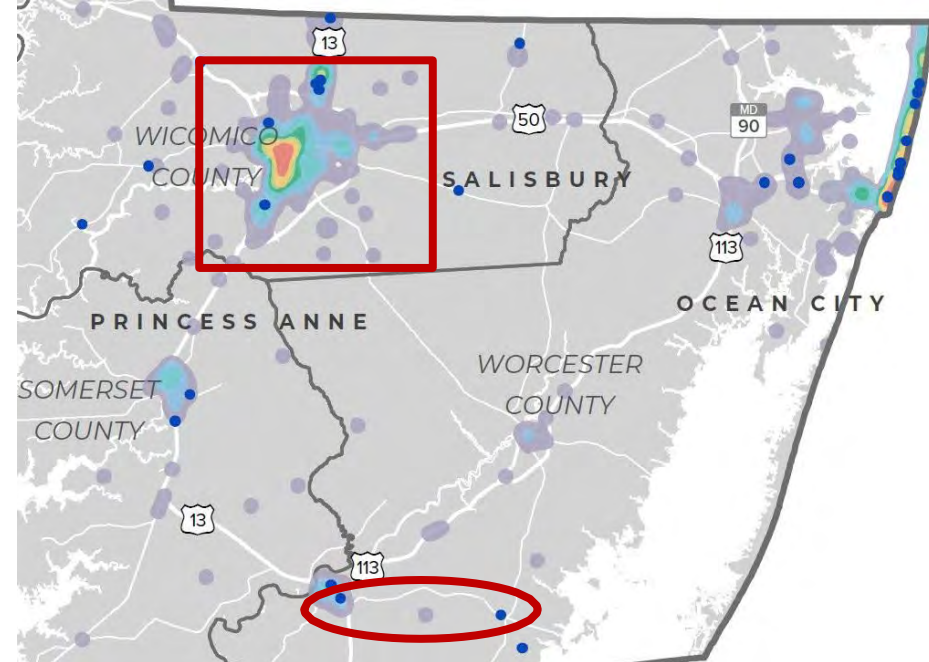 13
50
MD
90
WICOMICO
COUNTY
SALISBURY
113
OCEAN CITY
PRINCESS ANNE
WORCESTER
COUNTY
SOMERSET
COUNTY
13
113